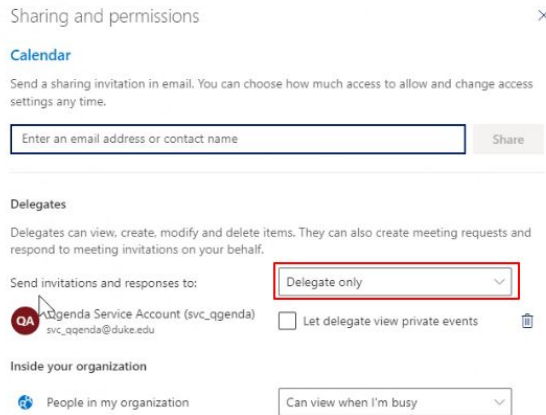 Sharing and permissions
Calendar
Send a sharing invitation in email. You can choose how much access to allow and change access
settings any time.
Enter an email address or contact name
Share
Delegates
Delegates can view, create, modify and delete items. They can also create meeting requests and
respond to meeting invitations on your behalf.
Send invitations and responses to:
Delegate only
QA
Qgenda Service Account (svc_qgenda)
svc_qgenda@duke.edu
Let delegate view private events
Inside your organization
People in my organization
Can view when I'm busy